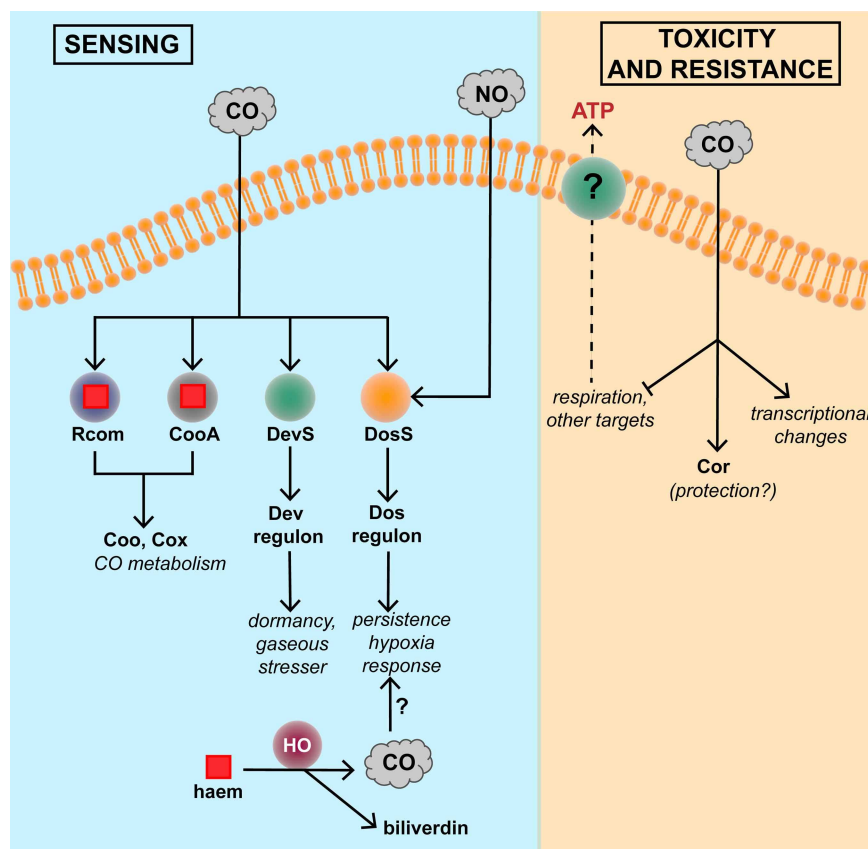 SENSING
TOXICITY
AND RESISTANCE
CO
NO
ATP
CO
?
Rcom
CooA
DevS
DosS
respiration,
other targets
transcriptional
changes
Cor
(protection?)
Dev
regulon
Dos
regulon
Coo, Cox
CO metabolism
dormancy,
gaseous
stresser
persistence
hypoxia
response
?
HO
CO
haem
biliverdin